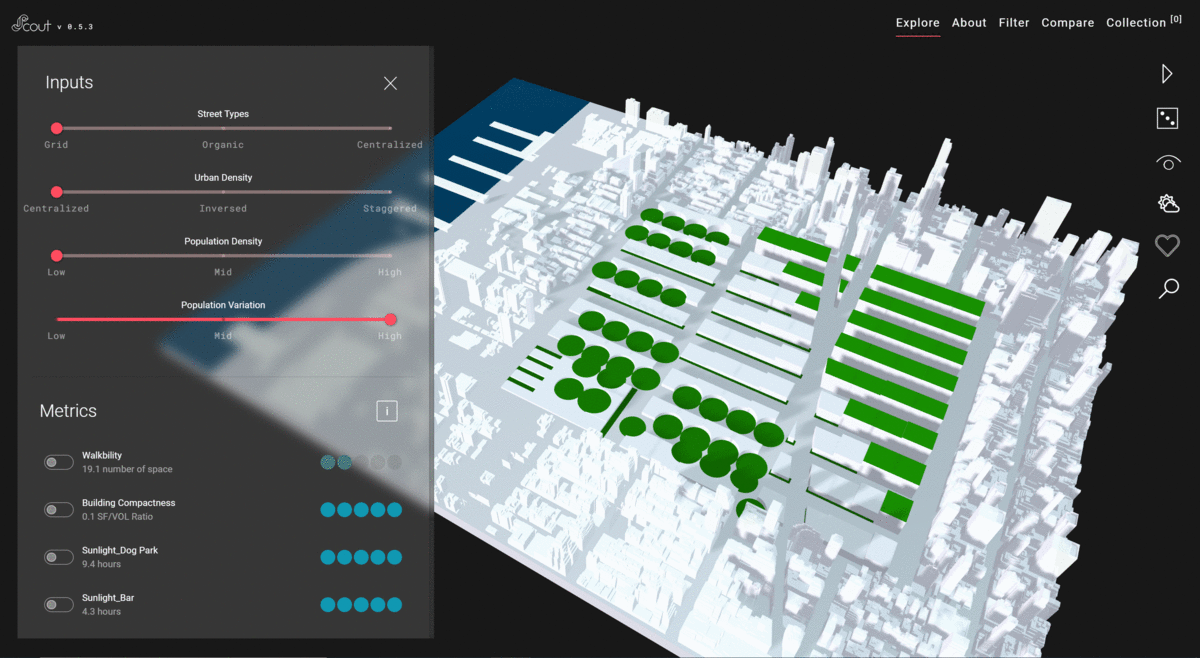 Scout v 0.5.3
Explore About Filter Compare Collection [0]
Inputs
Street Types
Grid Organic Centralized
Urban Density
Centralized Inversed Staggered
Population Density
Low Mid High
Population Variation
Low Mid High
Metrics
i
Walkbility
19.1 number of space
Building Compactness
0.1 SF/VOL Ratio
Sunlight_Dog Park
9.4 hours
Sunlight_Bar
4.3 hours